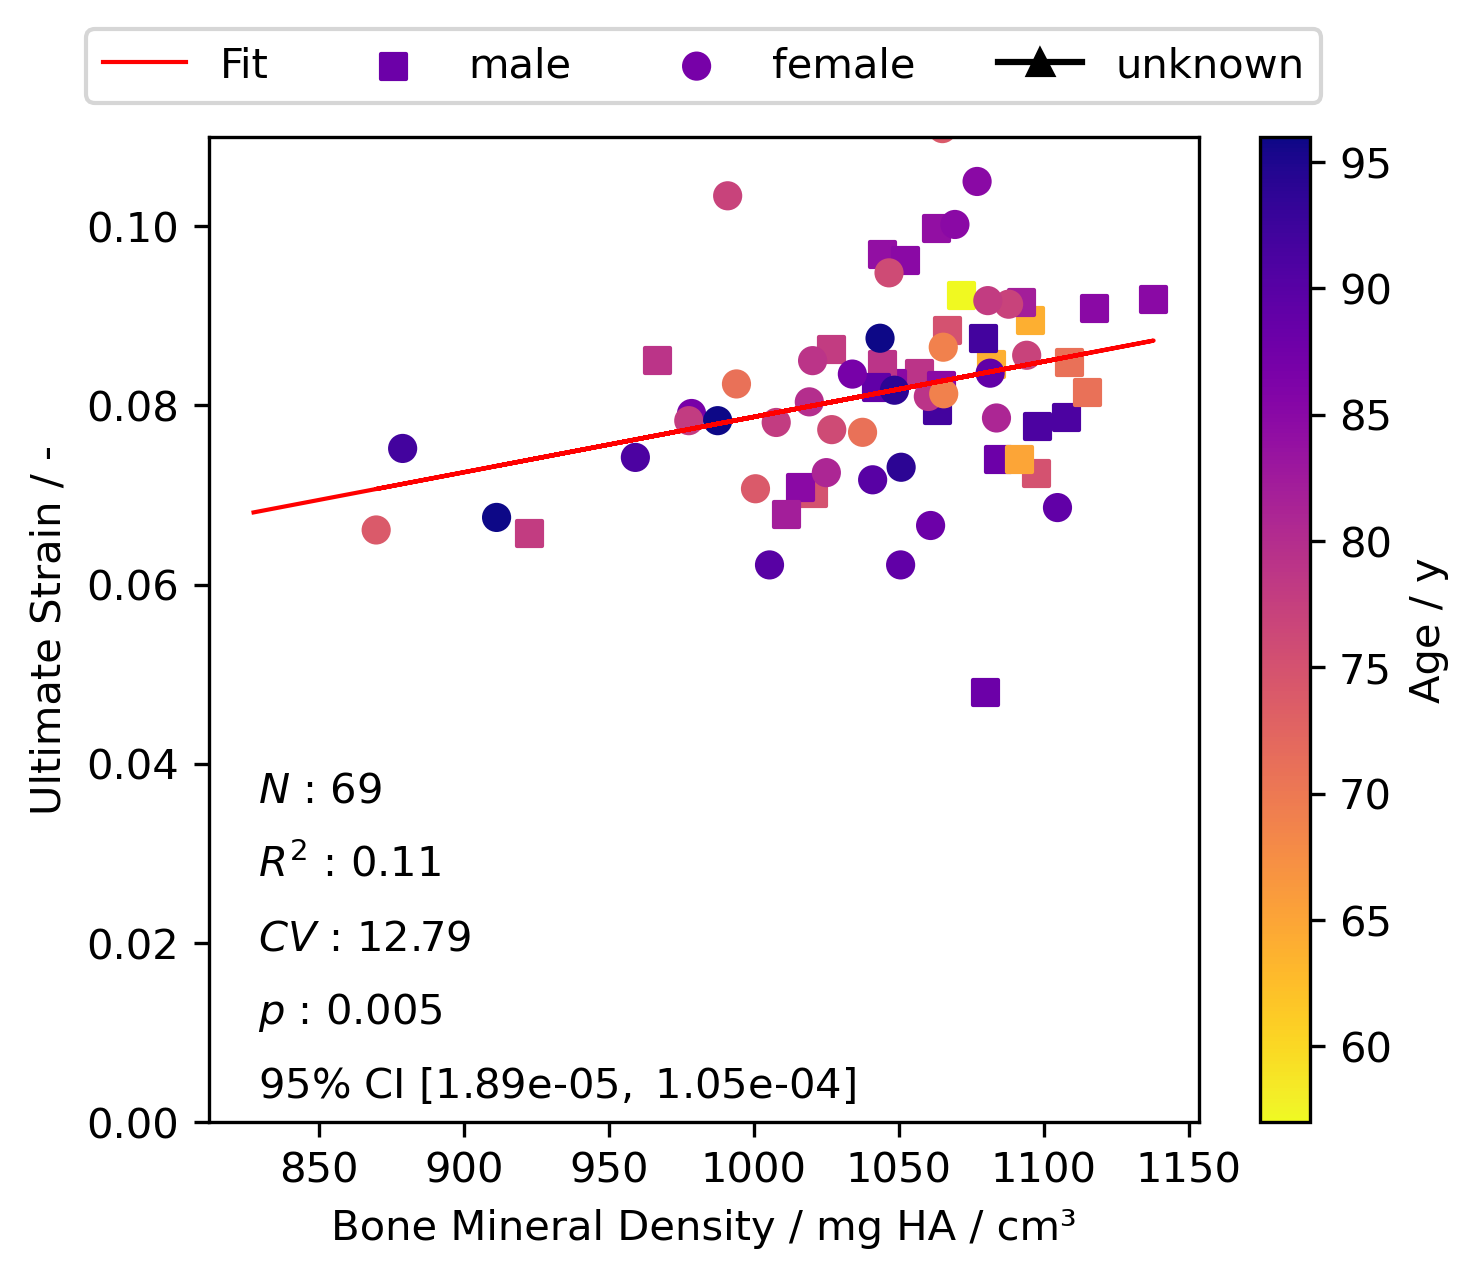 Fit male female unknown
0.10
0.08
0.06
0.04
0.02
0.00
Ultimate Strain / -
N : 69
R² : 0.11
CV : 12.79
p : 0.005
95% CI [1.89e-05, 1.05e-04]
850 900 950 1000 1050 1100 1150
Bone Mineral Density / mg HA / cm³
95
90
85
80
75
70
65
60
Age / y